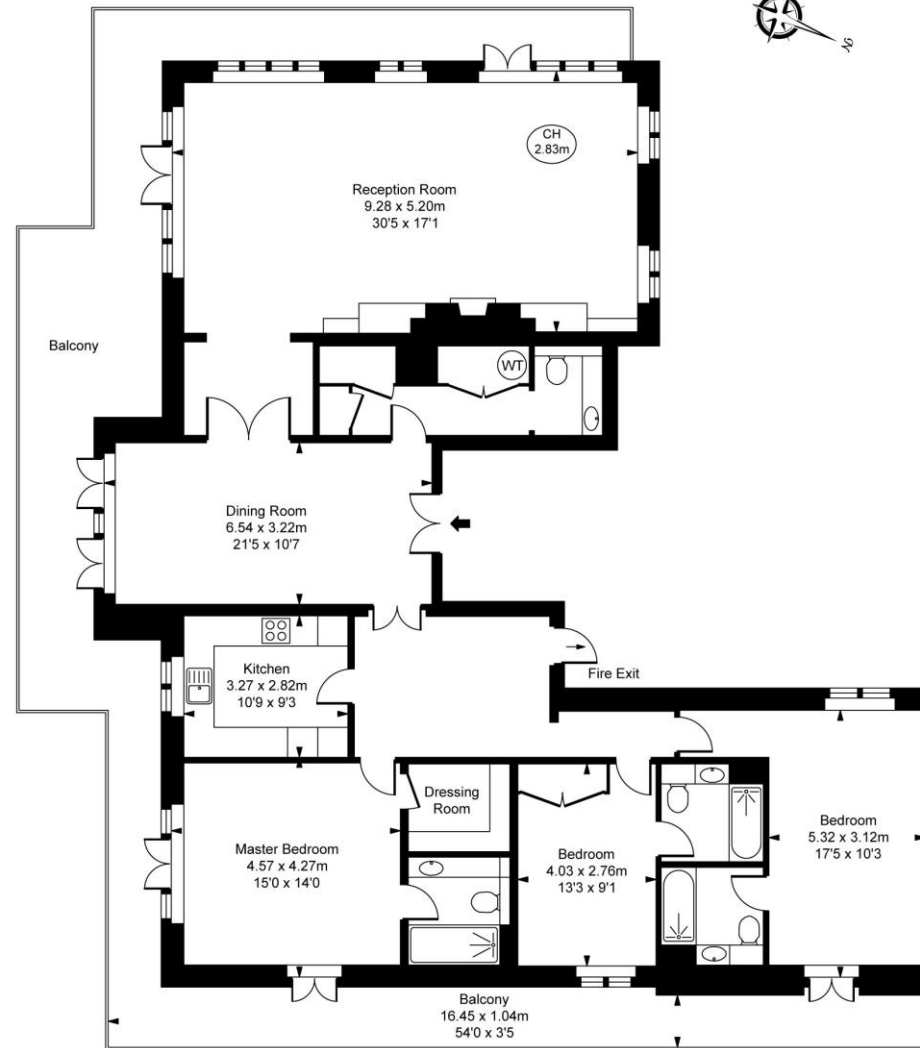 N
CH
2.83m
Reception Room
9.28 x 5.20m
30'5 x 17'1
Balcony
WT
Dining Room
6.54 x 3.22m
21'5 x 10'7
Kitchen
3.27 x 2.82m
10'9 x 9'3
Fire Exit
Dressing
Room
Master Bedroom
4.57 x 4.27m
15'0 x 14'0
Bedroom
4.03 x 2.76m
13'3 x 9'1
Bedroom
5.32 x 3.12m
17'5 x 10'3
Balcony
16.45 x 1.04m
54'0 x 3'5